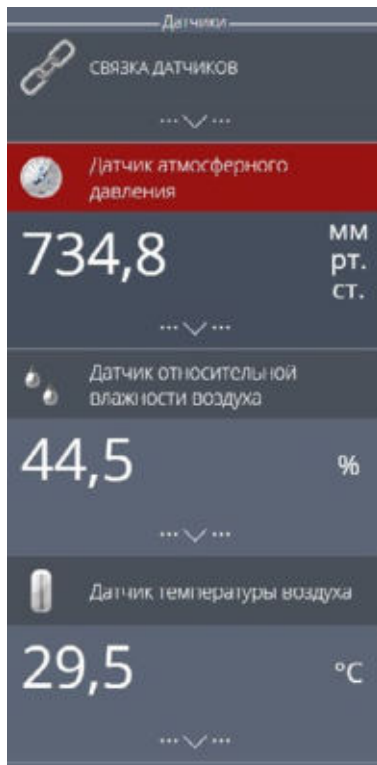 Датчики
СВЯЗКА ДАТЧИКОВ
Датчик атмосферного
давления
734,8
мм
рт.
ст.
Датчик относительной
влажности воздуха
44,5
%
Датчик температуры воздуха
29,5
°C